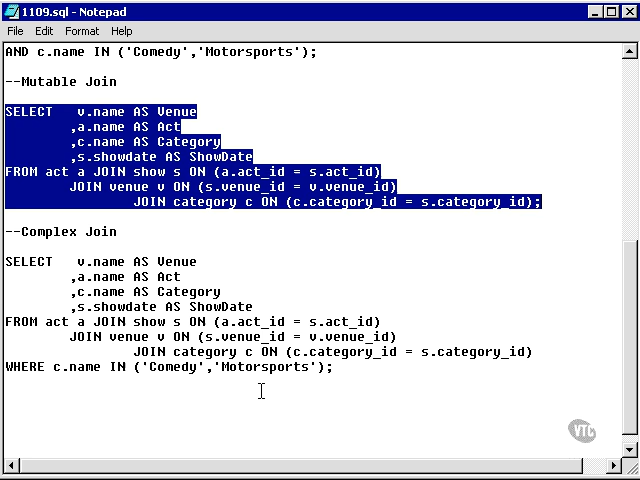 1109.sql - Notepad
File Edit Format Help
AND c.name IN ('Comedy','Motorsports');
--Mutable Join
SELECT   v.name AS Venue
        ,a.name AS Act
        ,c.name AS Category
        ,s.showdate AS ShowDate
FROM act a JOIN show s ON (a.act_id = s.act_id)
        JOIN venue v ON (s.venue_id = v.venue_id)
                JOIN category c ON (c.category_id = s.category_id);
--Complex Join
SELECT   v.name AS Venue
        ,a.name AS Act
        ,c.name AS Category
        ,s.showdate AS ShowDate
FROM act a JOIN show s ON (a.act_id = s.act_id)
        JOIN venue v ON (s.venue_id = v.venue_id)
                JOIN category c ON (c.category_id = s.category_id)
WHERE c.name IN ('Comedy','Motorsports');
VTC